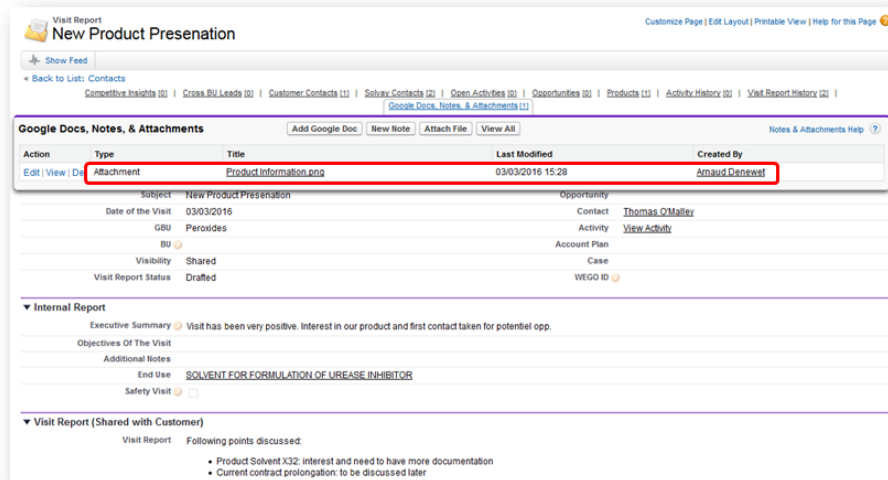 Visit Report
New Product Presenation
Customize Page | Edit Layout | Printable View | Help for this Page
Show Feed
« Back to List: Contacts
Competitive Insights [0] | Cross BU Leads [0] | Customer Contacts [1] | Solvay Contacts [2] | Open Activities [0] | Opportunities [0] | Products [1] | Activity History [0] | Visit Report History [2] |
Google Docs, Notes, & Attachments [1]
Google Docs, Notes, & Attachments Add Google Doc New Note Attach File View All Notes & Attachments Help ?
Action Type Title Last Modified Created By
Edit | View | De Attachment Product Information.png 03/03/2016 15:28 Arnaud Denewet
Subject New Product Presenation Opportunity
Date of the Visit 03/03/2016 Contact Thomas O'Malley
GBU Peroxides Activity View Activity
BU Account Plan
Visibility Shared Case
Visit Report Status Drafted WEGO ID
Internal Report
Executive Summary Visit has been very positive. Interest in our product and first contact taken for potentiel opp.
Objectives Of The Visit
Additional Notes
End Use SOLVENT FOR FORMULATION OF UREASE INHIBITOR
Safety Visit
Visit Report (Shared with Customer)
Visit Report Following points discussed:
• Product Solvent X32: interest and need to have more documentation
• Current contract prolongation: to be discussed later